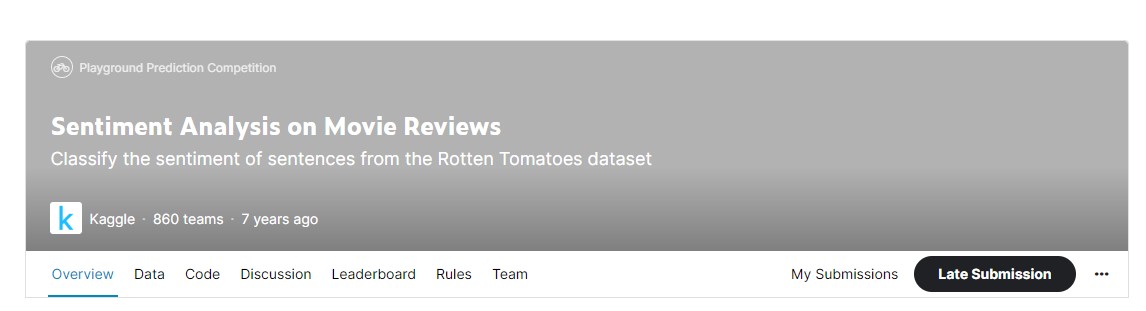 Playground Prediction Competition
Sentiment Analysis on Movie Reviews
Classify the sentiment of sentences from the Rotten Tomatoes dataset
k Kaggle · 860 teams · 7 years ago
Overview Data Code Discussion Leaderboard Rules Team My Submissions Late Submission ...